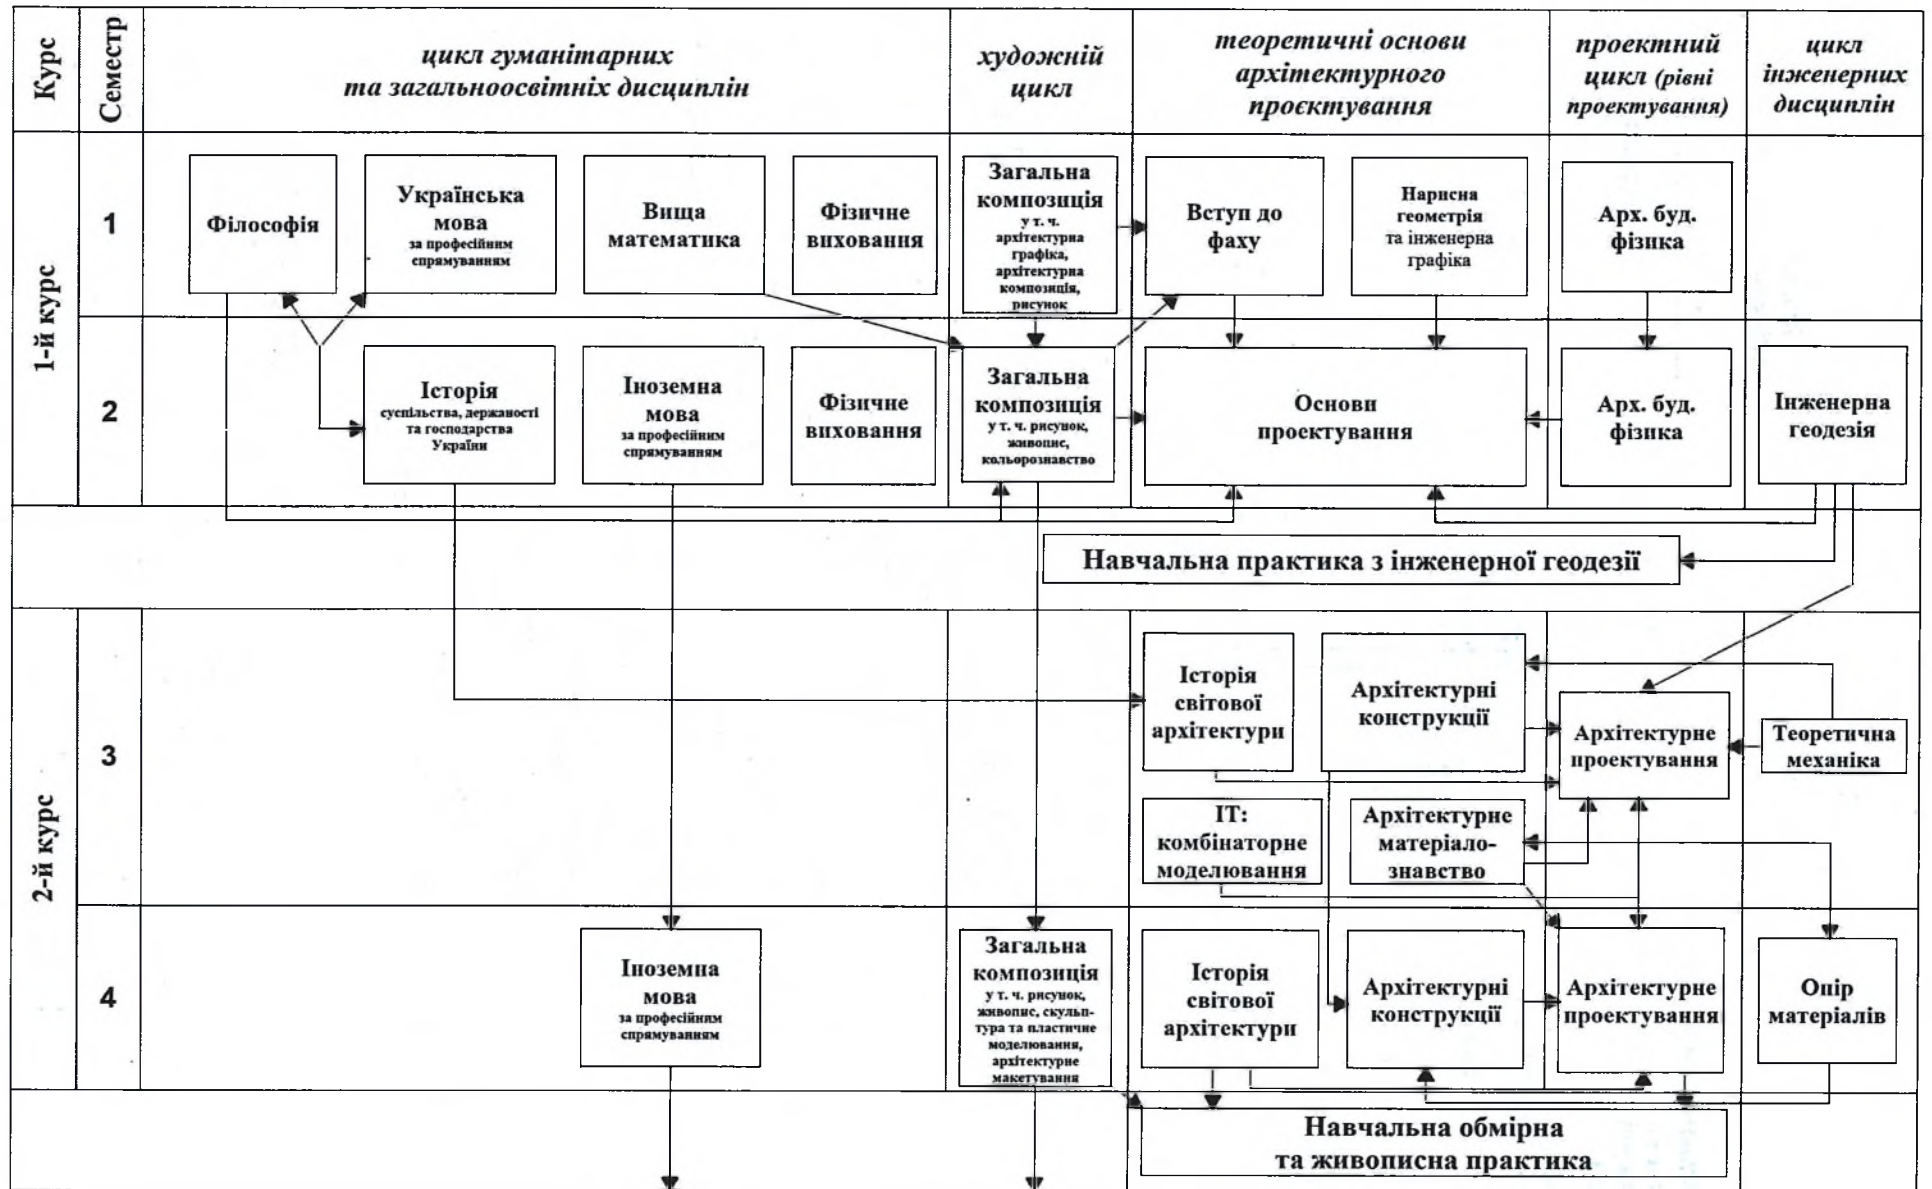 Курс
Семестр
цикл гуманітарних
та загальноосвітніх дисциплін
художній
цикл
теоретичні основи
архітектурного
проєктування
проектний
цикл (рівні
проектування)
цикл
інженерних
дисциплін
1-й курс
1
Філософія
Українська
мова
за професійним
спрямуванням
Вища
математика
Фізичне
виховання
Загальна
композиція
у т. ч.
архітектурна
графіка,
архітектурна
композиція,
рисунок
Вступ до
фаху
Нарисна
геометрія
та інженерна
графіка
Арх. буд.
фізика
2
Історія
суспільства, держаності
та господарства
України
Іноземна
мова
за професійним
спрямуванням
Фізичне
виховання
Загальна
композиція
у т. ч. рисунок,
живопис,
кольорознавство
Основи
проектування
Арх. буд.
фізика
Інженерна
геодезія
Навчальна практика з інженерної геодезії
2-й курс
3
Історія
світової
архітектури
Архітектурні
конструкції
Архітектурне
проектування
Теоретична
механіка
ІТ:
комбінаторне
моделювання
Архітектурне
матеріало-
знавство
4
Іноземна
мова
за професійним
спрямуванням
Загальна
композиція
у т. ч. рисунок,
живопис, скульп-
тура та пластичне
моделювання,
архітектурне
макетування
Історія
світової
архітектури
Архітектурні
конструкції
Архітектурне
проектування
Опір
матеріалів
Навчальна обмірна
та живописна практика